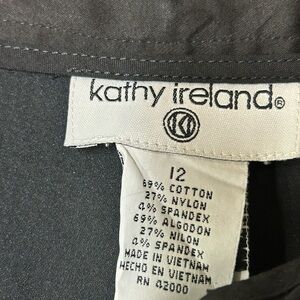 kathy ireland®
12
69% COTTON
27% NYLON
4% SPANDEX
69% ALGODON
27% NILON
4% SPANDEX
MADE IN VIETNAM
HECHO EN VIETNAM
RN 42000